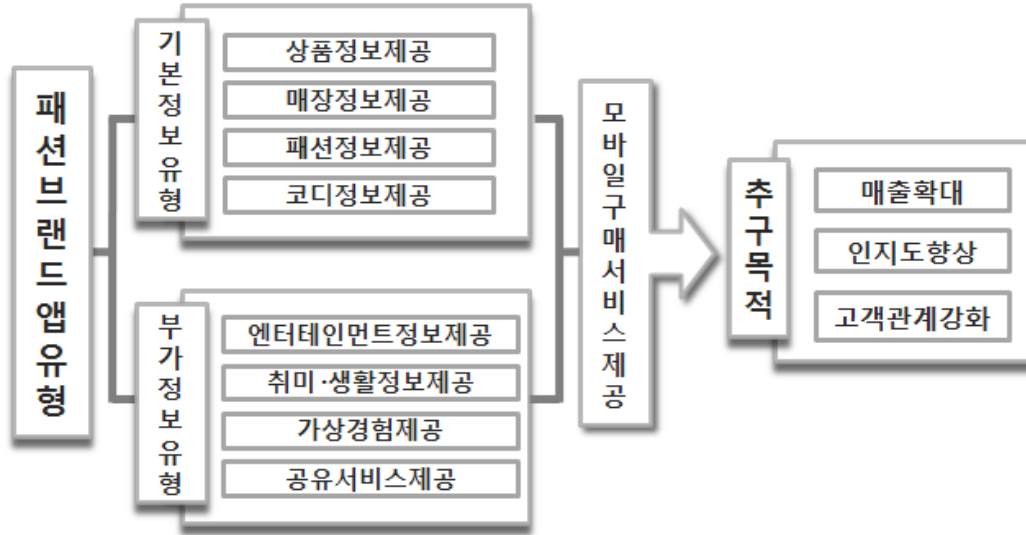 패션브랜드앱유형
기본정보유형
상품정보제공
매장정보제공
패션정보제공
코디정보제공
부가정보유형
엔터테인먼트정보제공
취미·생활정보제공
가상경험제공
공유서비스제공
모바일구매서비스제공
추구목적
매출확대
인지도향상
고객관계강화